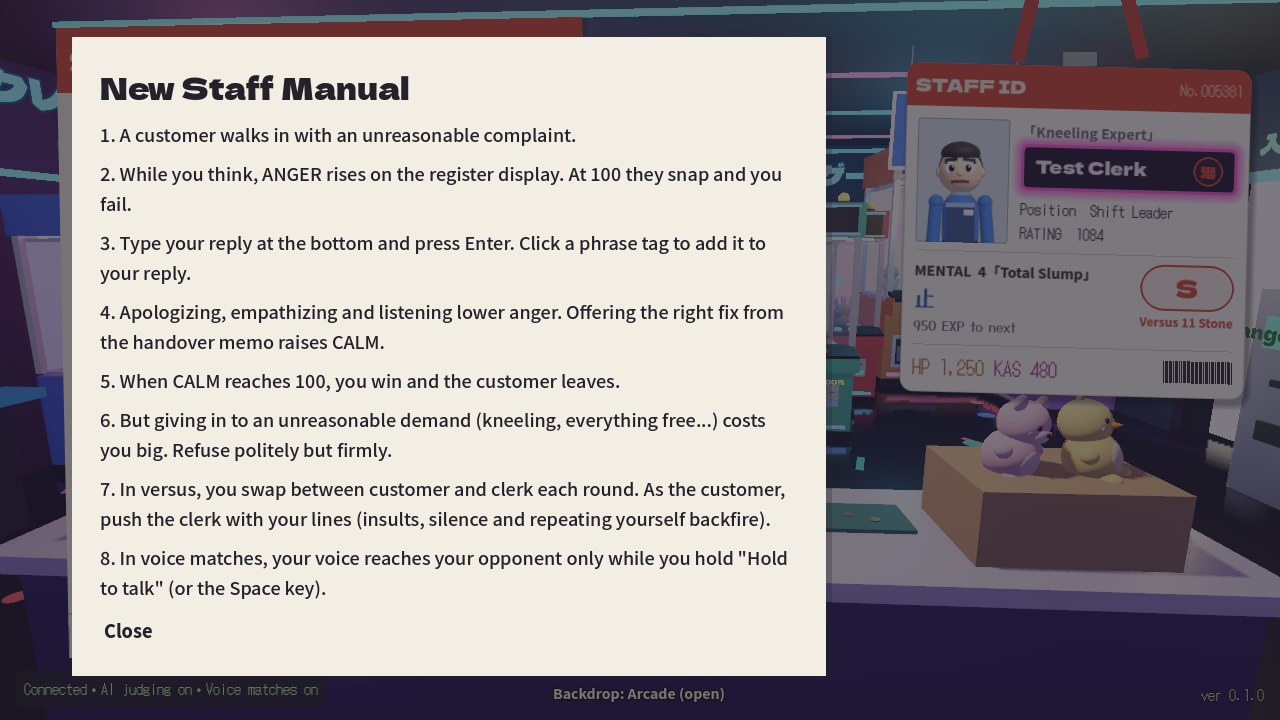 New Staff Manual
1. A customer walks in with an unreasonable complaint.
2. While you think, ANGER rises on the register display. At 100 they snap and you
fail.
3. Type your reply at the bottom and press Enter. Click a phrase tag to add it to
your reply.
4. Apologizing, empathizing and listening lower anger. Offering the right fix from
the handover memo raises CALM.
5. When CALM reaches 100, you win and the customer leaves.
6. But giving in to an unreasonable demand (kneeling, everything free...) costs
you big. Refuse politely but firmly.
7. In versus, you swap between customer and clerk each round. As the customer,
push the clerk with your lines (insults, silence and repeating yourself backfire).
8. In voice matches, your voice reaches your opponent only while you hold "Hold
to talk" (or the Space key).
Close
STAFF ID
No. 005381
「Kneeling Expert」
Test Clerk
Position Shift Leader
RATING 1084
MENTAL 4「Total Slump」
止
950 EXP to next
S
Versus 11 Stone
HP 1,250 KAS 480
Connected • AI judging on • Voice matches on
Backdrop: Arcade (open)
ver 0.1.0